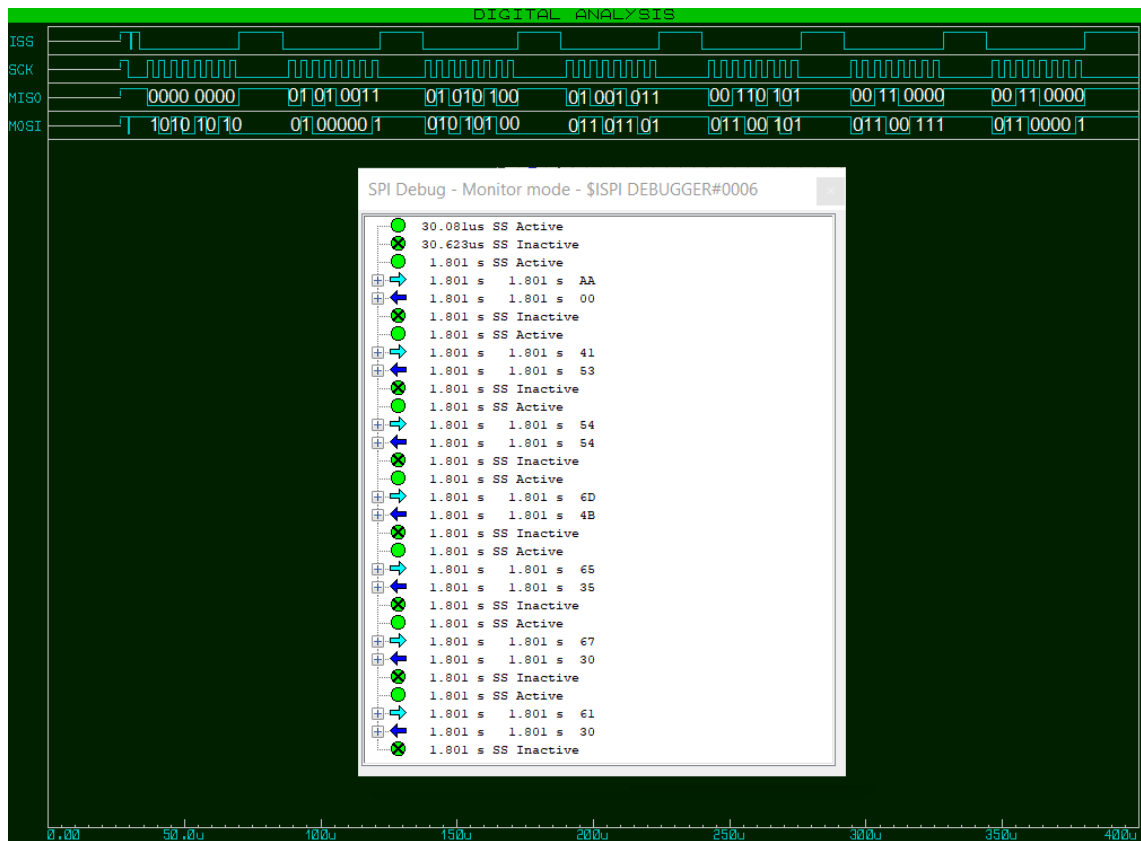 DIGITAL ANALYSIS
ISS
SCK
MISO 0000 0000 01 01 0011 01 010 100 01 001 011 00 110 101 00 11 0000 00 11 0000
MOSI 1010 10 10 01 00000 1 010 101 00 011 011 01 011 00 101 011 00 111 011 0000 1
SPI Debug - Monitor mode - $ISPI DEBUGGER#0006
30.081us SS Active
30.623us SS Inactive
1.801 s SS Active
1.801 s 1.801 s AA
1.801 s 1.801 s 00
1.801 s SS Inactive
1.801 s SS Active
1.801 s 1.801 s 41
1.801 s 1.801 s 53
1.801 s SS Inactive
1.801 s SS Active
1.801 s 1.801 s 54
1.801 s 1.801 s 54
1.801 s SS Inactive
1.801 s SS Active
1.801 s 1.801 s 6D
1.801 s 1.801 s 4B
1.801 s SS Inactive
1.801 s SS Active
1.801 s 1.801 s 65
1.801 s 1.801 s 35
1.801 s SS Inactive
1.801 s SS Active
1.801 s 1.801 s 67
1.801 s 1.801 s 30
1.801 s SS Inactive
1.801 s SS Active
1.801 s 1.801 s 61
1.801 s 1.801 s 30
1.801 s SS Inactive
0.00 50.0u 100u 150u 200u 250u 300u 350u 400u